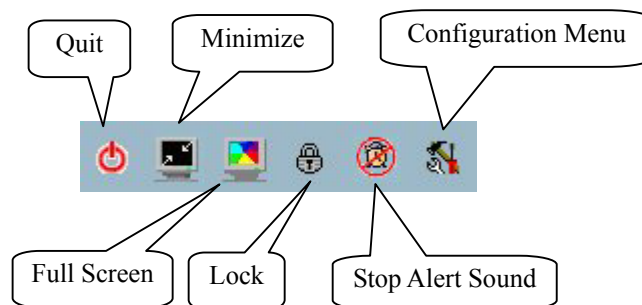 Quit
Minimize
Configuration Menu
Full Screen
Lock
Stop Alert Sound